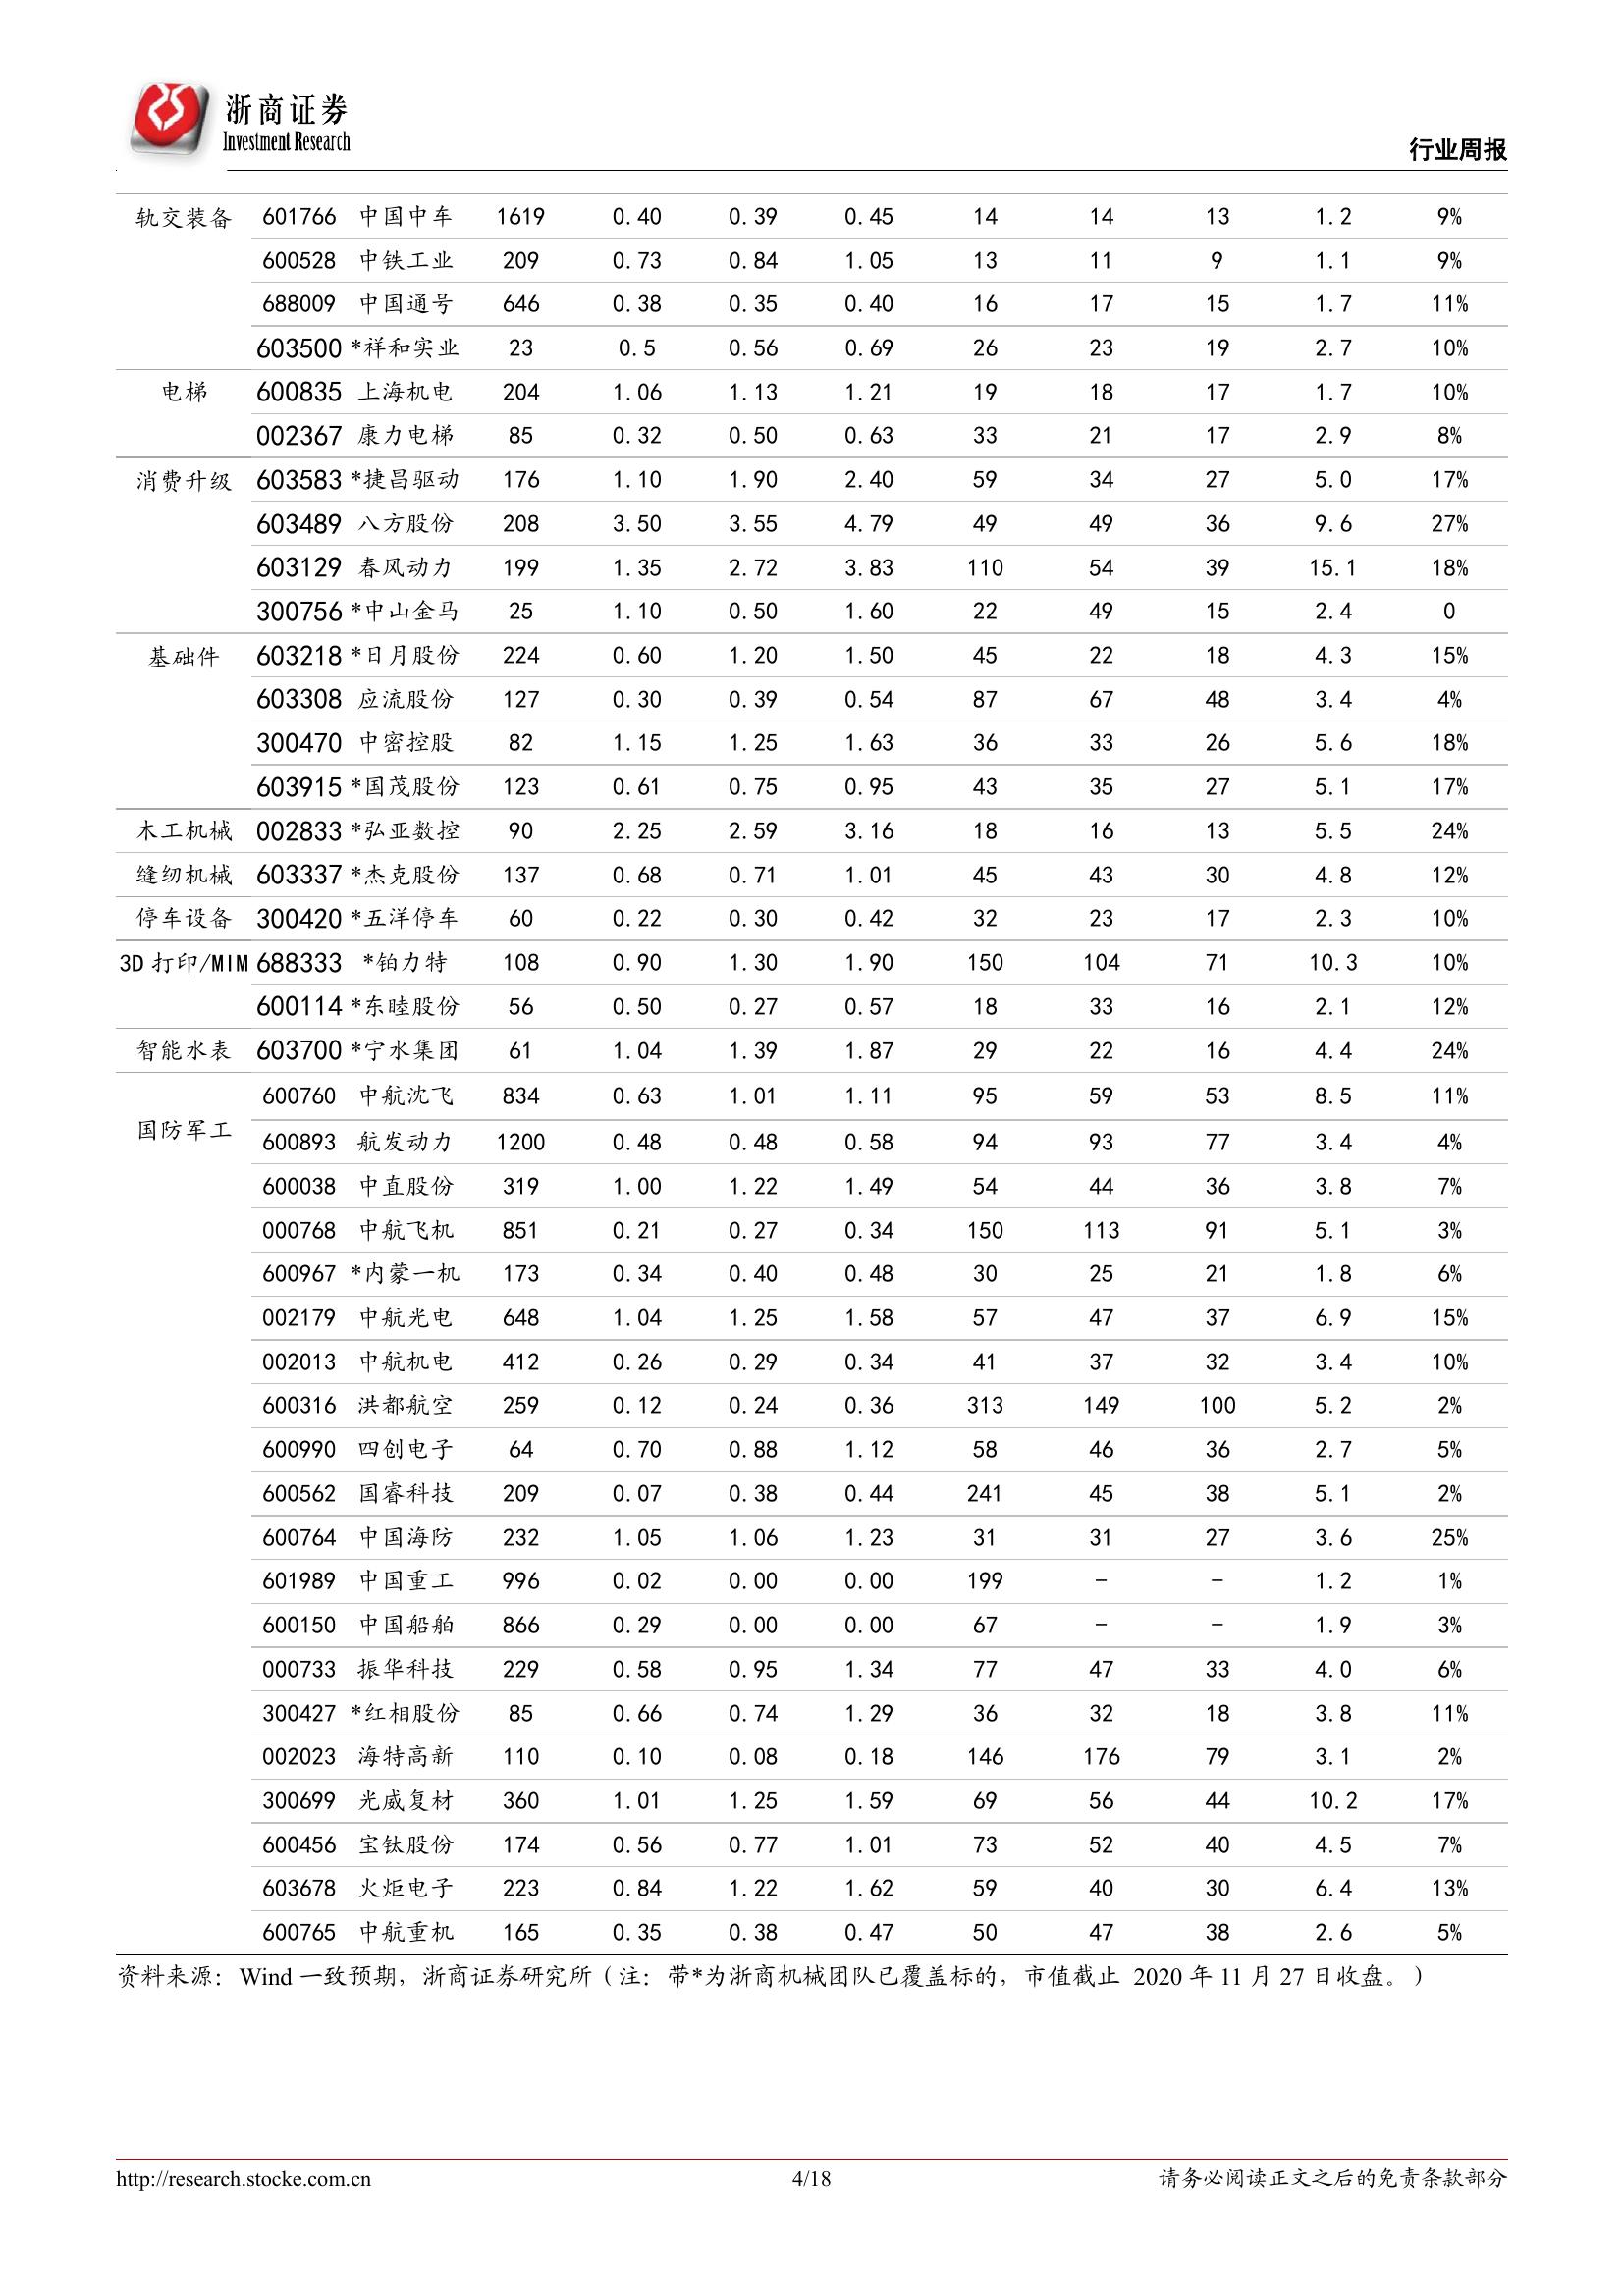 浙商证券
Investment Research
行业周报
轨交装备 601766 中国中车 1619 0.40 0.39 0.45 14 14 13 1.2 9%
600528 中铁工业 209 0.73 0.84 1.05 13 11 9 1.1 9%
688009 中国通号 646 0.38 0.35 0.40 16 17 15 1.7 11%
603500 *祥和实业 23 0.5 0.56 0.69 26 23 19 2.7 10%
电梯 600835 上海机电 204 1.06 1.13 1.21 19 18 17 1.7 10%
002367 康力电梯 85 0.32 0.50 0.63 33 21 17 2.9 8%
消费升级 603583 *捷昌驱动 176 1.10 1.90 2.40 59 34 27 5.0 17%
603489 八方股份 208 3.50 3.55 4.79 49 49 36 9.6 27%
603129 春风动力 199 1.35 2.72 3.83 110 54 39 15.1 18%
300756 *中山金马 25 1.10 0.50 1.60 22 49 15 2.4 0
基础件 603218 *日月股份 224 0.60 1.20 1.50 45 22 18 4.3 15%
603308 应流股份 127 0.30 0.39 0.54 87 67 48 3.4 4%
300470 中密控股 82 1.15 1.25 1.63 36 33 26 5.6 18%
603915 *国茂股份 123 0.61 0.75 0.95 43 35 27 5.1 17%
木工机械 002833 *弘亚数控 90 2.25 2.59 3.16 18 16 13 5.5 24%
缝纫机械 603337 *杰克股份 137 0.68 0.71 1.01 45 43 30 4.8 12%
停车设备 300420 *五洋停车 60 0.22 0.30 0.42 32 23 17 2.3 10%
3D 打印/MIM 688333 *铂力特 108 0.90 1.30 1.90 150 104 71 10.3 10%
600114 *东睦股份 56 0.50 0.27 0.57 18 33 16 2.1 12%
智能水表 603700 *宁水集团 61 1.04 1.39 1.87 29 22 16 4.4 24%
国防军工 600760 中航沈飞 834 0.63 1.01 1.11 95 59 53 8.5 11%
600893 航发动力 1200 0.48 0.48 0.58 94 93 77 3.4 4%
600038 中直股份 319 1.00 1.22 1.49 54 44 36 3.8 7%
000768 中航飞机 851 0.21 0.27 0.34 150 113 91 5.1 3%
600967 *内蒙一机 173 0.34 0.40 0.48 30 25 21 1.8 6%
002179 中航光电 648 1.04 1.25 1.58 57 47 37 6.9 15%
002013 中航机电 412 0.26 0.29 0.34 41 37 32 3.4 10%
600316 洪都航空 259 0.12 0.24 0.36 313 149 100 5.2 2%
600990 四创电子 64 0.70 0.88 1.12 58 46 36 2.7 5%
600562 国睿科技 209 0.07 0.38 0.44 241 45 38 5.1 2%
600764 中国海防 232 1.05 1.06 1.23 31 31 27 3.6 25%
601989 中国重工 996 0.02 0.00 0.00 199 - - 1.2 1%
600150 中国船舶 866 0.29 0.00 0.00 67 - - 1.9 3%
000733 振华科技 229 0.58 0.95 1.34 77 47 33 4.0 6%
300427 *红相股份 85 0.66 0.74 1.29 36 32 18 3.8 11%
002023 海特高新 110 0.10 0.08 0.18 146 176 79 3.1 2%
300699 光威复材 360 1.01 1.25 1.59 69 56 44 10.2 17%
600456 宝钛股份 174 0.56 0.77 1.01 73 52 40 4.5 7%
603678 火炬电子 223 0.84 1.22 1.62 59 40 30 6.4 13%
600765 中航重机 165 0.35 0.38 0.47 50 47 38 2.6 5%
资料来源：Wind 一致预期，浙商证券研究所（注：带*为浙商机械团队已覆盖标的，市值截止 2020 年 11 月 27 日收盘。）
http://research.stocke.com.cn 4/18 请务必阅读正文之后的免责条款部分